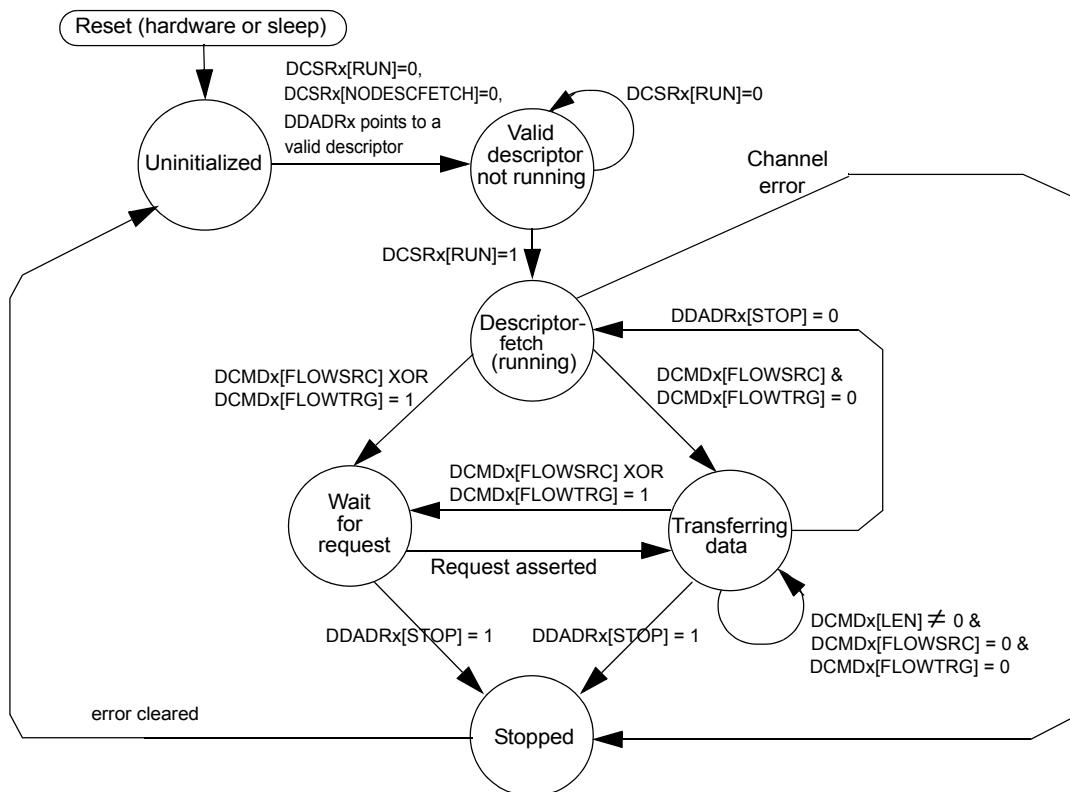 Reset (hardware or sleep)
DCSRx[RUN]=0,
DCSRx[NODESCFETCH]=0,
DDADRx points to a
valid descriptor
DCSRx[RUN]=0
Uninitialized
Valid
descriptor
not running
Channel
error
DCSRx[RUN]=1
Descriptor-
fetch
(running)
DDADRx[STOP] = 0
DCMDx[FLOWSRC] XOR
DCMDx[FLOWTRG] = 1
DCMDx[FLOWSRC] &
DCMDx[FLOWTRG] = 0
DCMDx[FLOWSRC] XOR
DCMDx[FLOWTRG] = 1
Wait
for
request
Transferring
data
Request asserted
DDADRx[STOP] = 1
DDADRx[STOP] = 1
DCMDx[LEN] ≠ 0 &
DCMDx[FLOWSRC] = 0 &
DCMDx[FLOWTRG] = 0
error cleared
Stopped